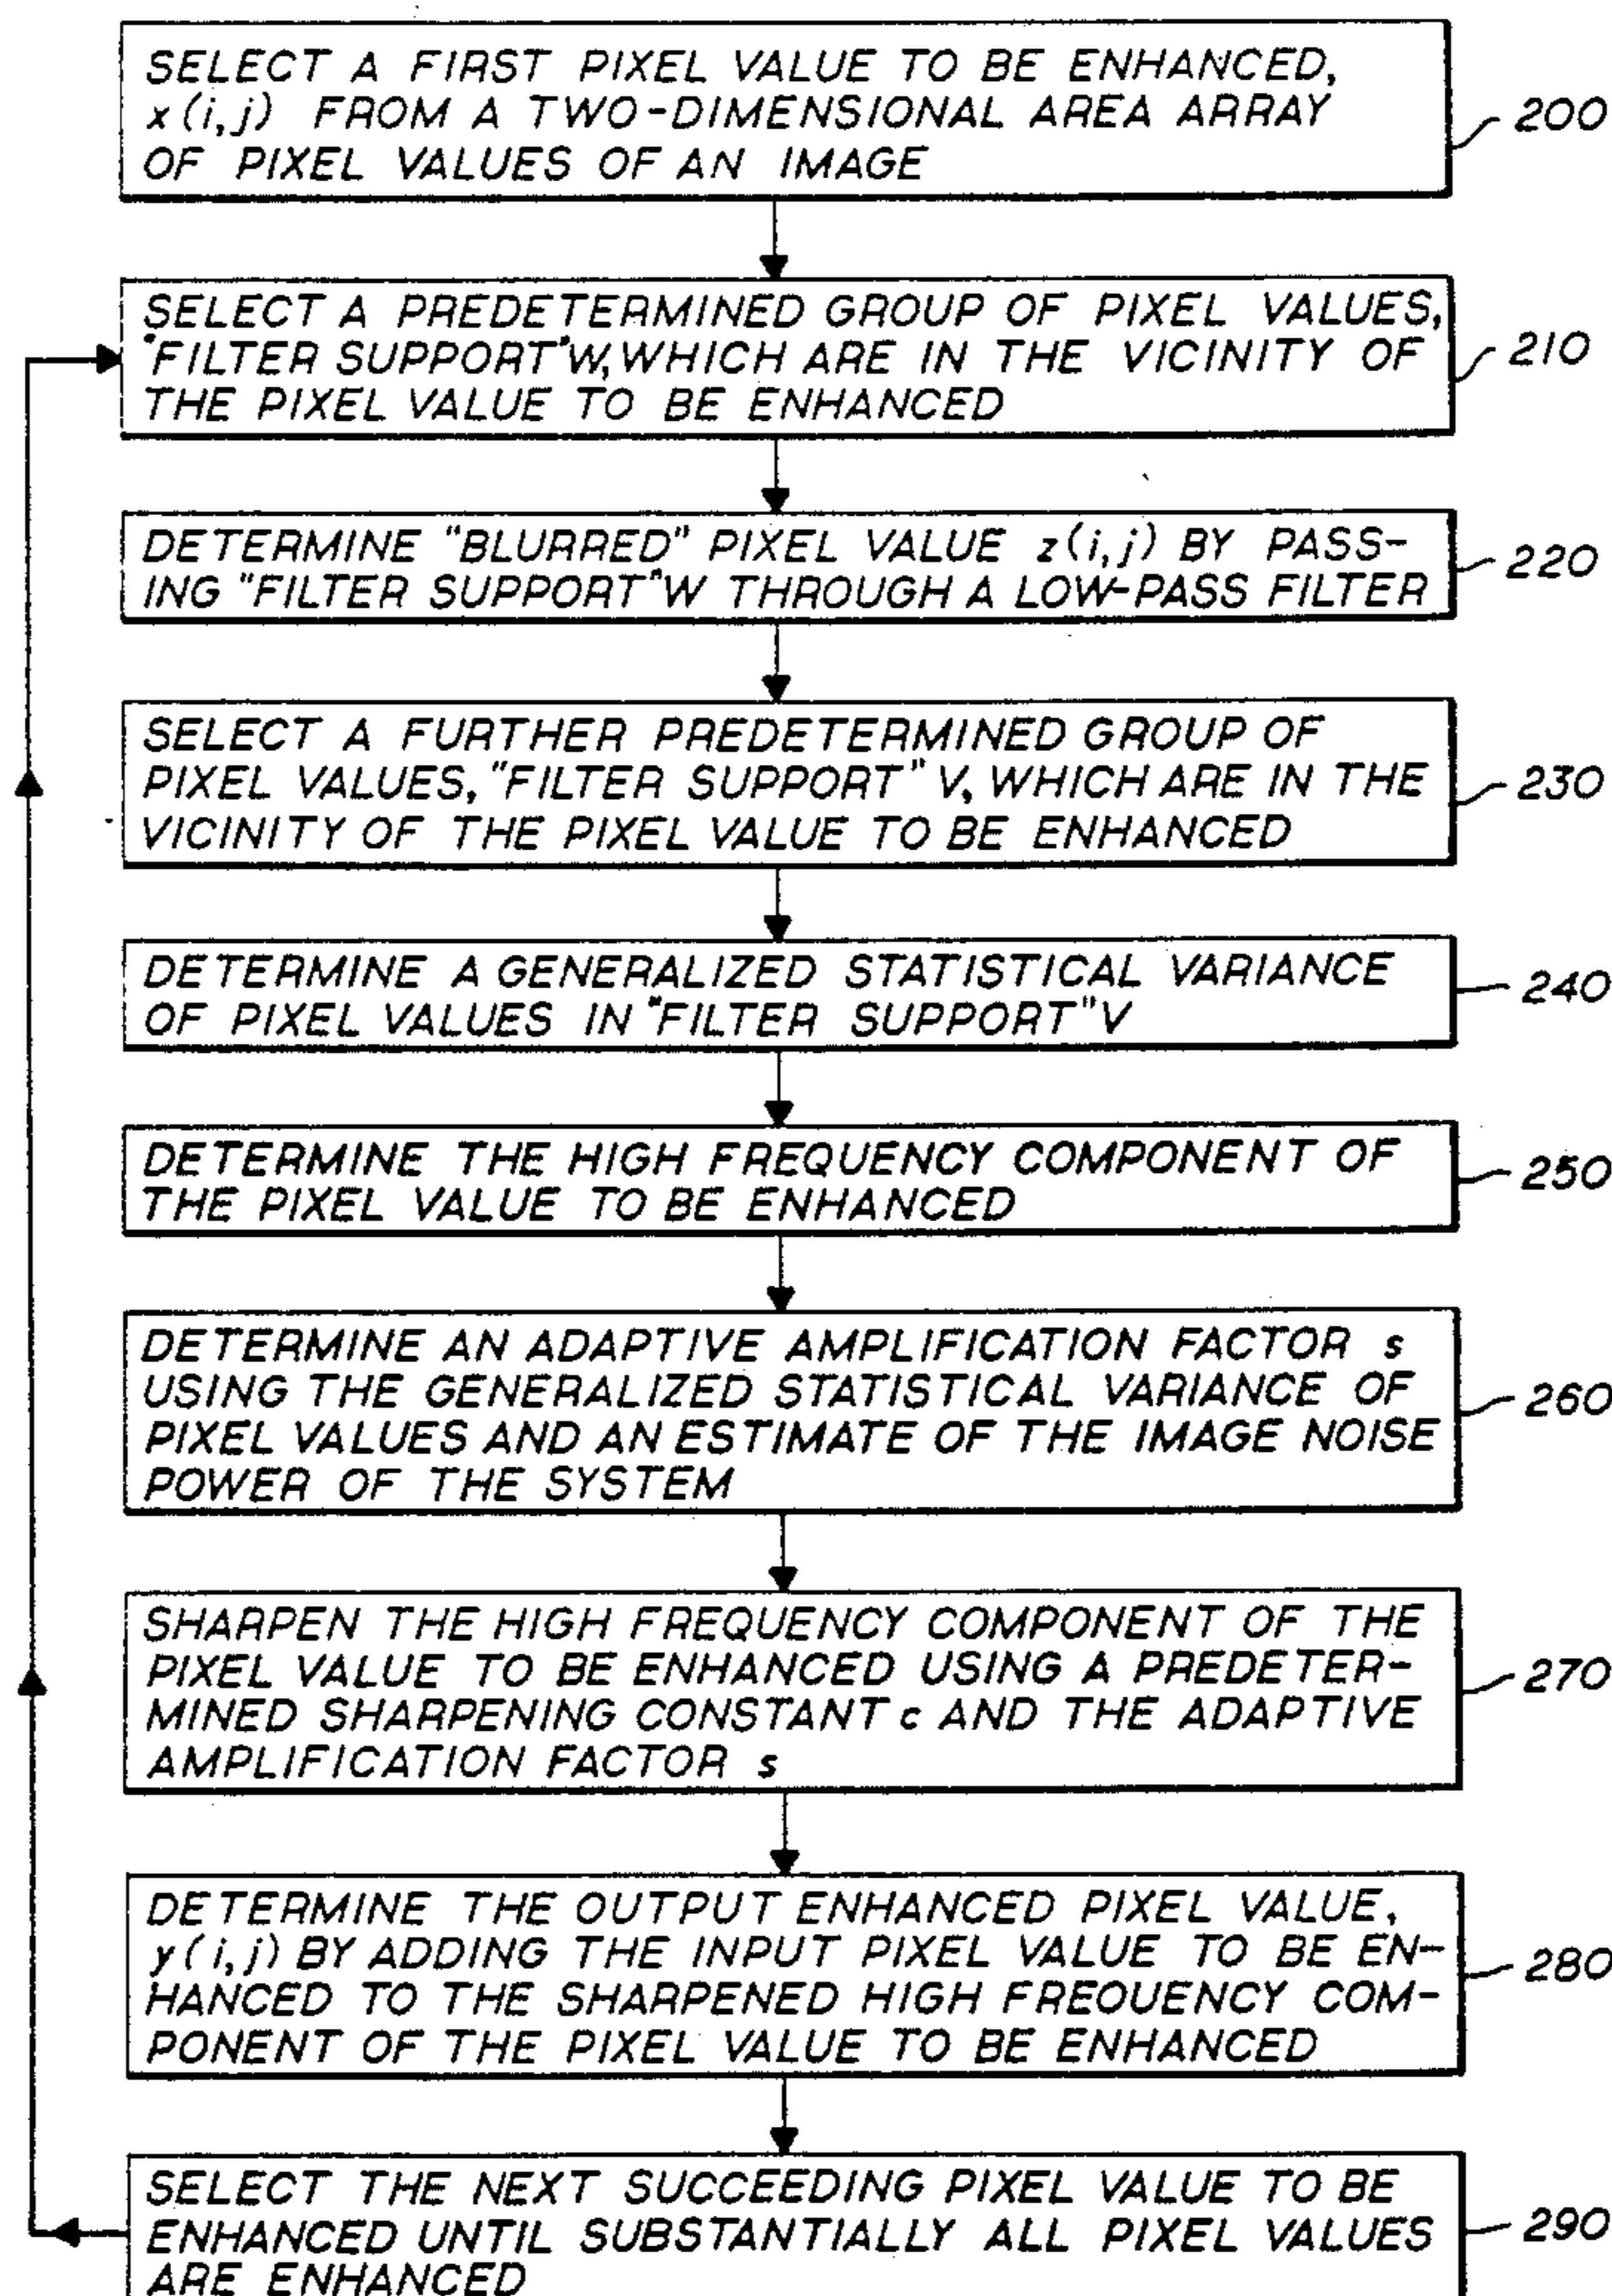 SELECT A FIRST PIXEL VALUE TO BE ENHANCED,
x(i,j) FROM A TWO-DIMENSIONAL AREA ARRAY
OF PIXEL VALUES OF AN IMAGE
200
SELECT A PREDETERMINED GROUP OF PIXEL VALUES,
"FILTER SUPPORT"W, WHICH ARE IN THE VICINITY OF
THE PIXEL VALUE TO BE ENHANCED
210
DETERMINE "BLURRED" PIXEL VALUE z(i,j) BY PASS-
ING "FILTER SUPPORT""W THROUGH A LOW-PASS FILTER
220
SELECT A FURTHER PREDETERMINED GROUP OF
PIXEL VALUES, "FILTER SUPPORT" V, WHICH ARE IN THE
VICINITY OF THE PIXEL VALUE TO BE ENHANCED
230
DETERMINE A GENERALIZED STATISTICAL VARIANCE
OF PIXEL VALUES IN "FILTER SUPPORT" V
240
DETERMINE THE HIGH FREQUENCY COMPONENT OF
THE PIXEL VALUE TO BE ENHANCED
250
DETERMINE AN ADAPTIVE AMPLIFICATION FACTOR s
USING THE GENERALIZED STATISTICAL VARIANCE OF
PIXEL VALUES AND AN ESTIMATE OF THE IMAGE NOISE
POWER OF THE SYSTEM
260
SHARPEN THE HIGH FREQUENCY COMPONENT OF THE
PIXEL VALUE TO BE ENHANCED USING A PREDETER-
MINED SHARPENING CONSTANT c AND THE ADAPTIVE
AMPLIFICATION FACTOR s
270
DETERMINE THE OUTPUT ENHANCED PIXEL VALUE,
y(i,j) BY ADDING THE INPUT PIXEL VALUE TO BE EN-
HANCED TO THE SHARPENED HIGH FREQUENCY COM-
PONENT OF THE PIXEL VALUE TO BE ENHANCED
280
SELECT THE NEXT SUCCEEDING PIXEL VALUE TO BE
ENHANCED UNTIL SUBSTANTIALLY ALL PIXEL VALUES
ARE ENHANCED
290